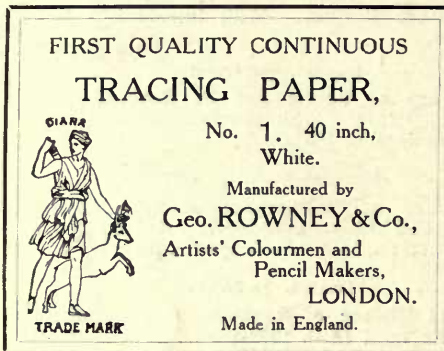 FIRST QUALITY CONTINUOUS
TRACING PAPER,
DIANA
No. 1. 40 inch,
White.
Manufactured by
Geo. ROWNEY & Co.,
Artists' Colourmen and
Pencil Makers,
LONDON.
TRADE MARK
Made in England.